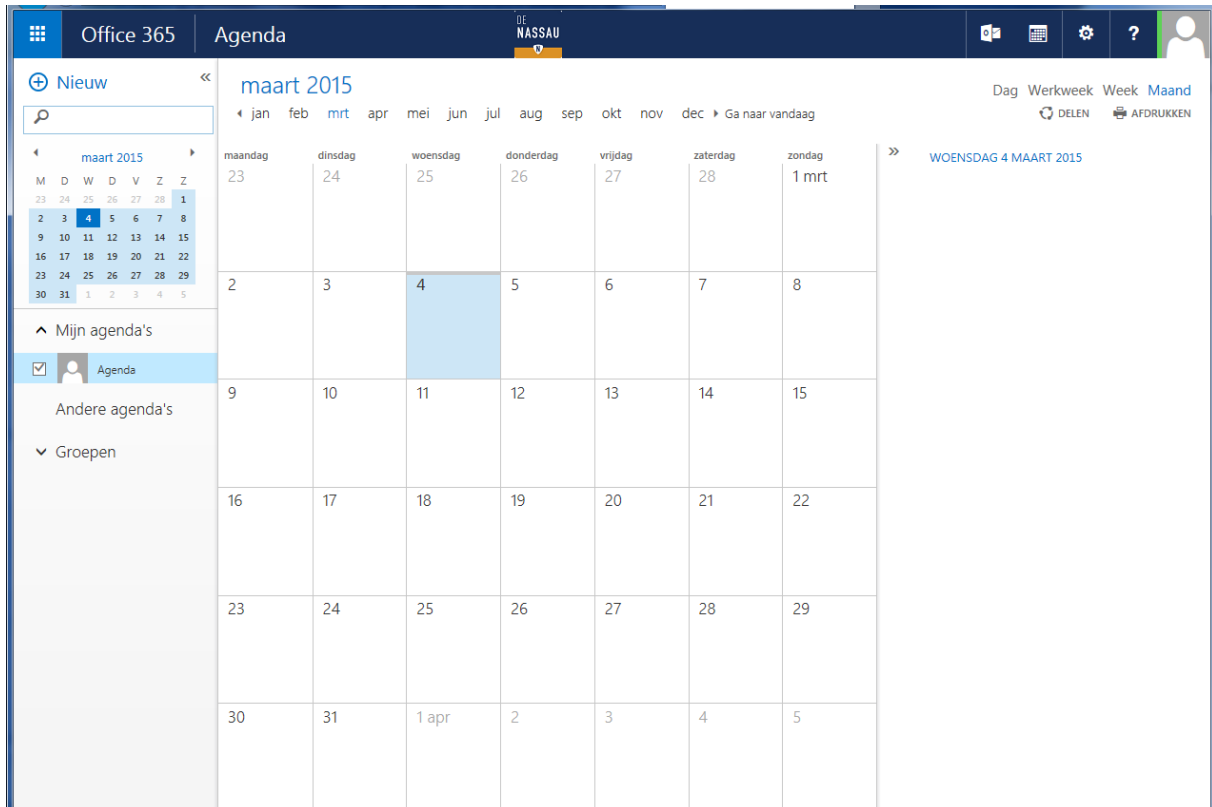 Office 365 Agenda DE
NASSAU
N
?
Nieuw «
maart 2015
M D W D V Z Z
23 24 25 26 27 28 1
2 3 4 5 6 7 8
9 10 11 12 13 14 15
16 17 18 19 20 21 22
23 24 25 26 27 28 29
30 31 1 2 3 4 5
Mijn agenda's
Agenda
Andere agenda's
Groepen
maart 2015
jan feb mrt apr mei jun jul aug sep okt nov dec Ga naar vandaag
Dag Werkweek Week Maand
DELEN AFDRUKKEN
maandag dinsdag woensdag donderdag vrijdag zaterdag zondag
23 24 25 26 27 28 1 mrt
2 3 4 5 6 7 8
9 10 11 12 13 14 15
16 17 18 19 20 21 22
23 24 25 26 27 28 29
30 31 1 apr 2 3 4 5
» WOENSDAG 4 MAART 2015